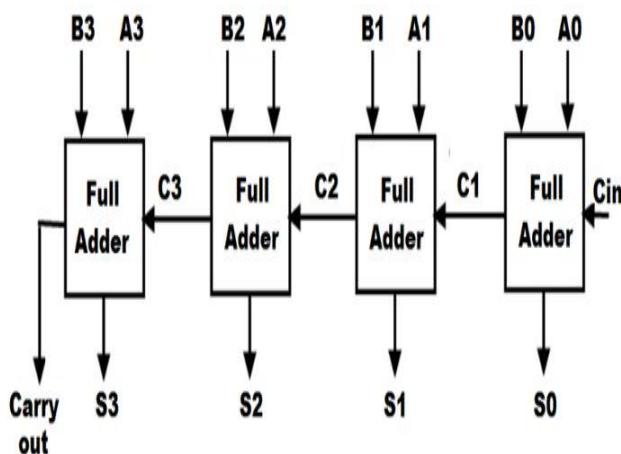 B3 A3 B2 A2 B1 A1 B0 A0
Full Adder C3 Full Adder C2 Full Adder C1 Full Adder Cin
Carry out S3 S2 S1 S0